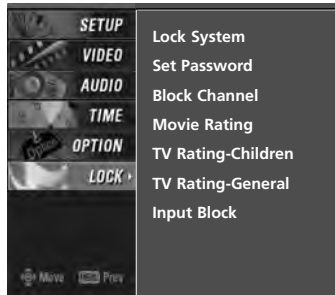 SETUP
VIDEO
AUDIO
TIME
OPTION
LOCK
Lock System
Set Password
Block Channel
Movie Rating
TV Rating-Children
TV Rating-General
Input Block
Move
Prev